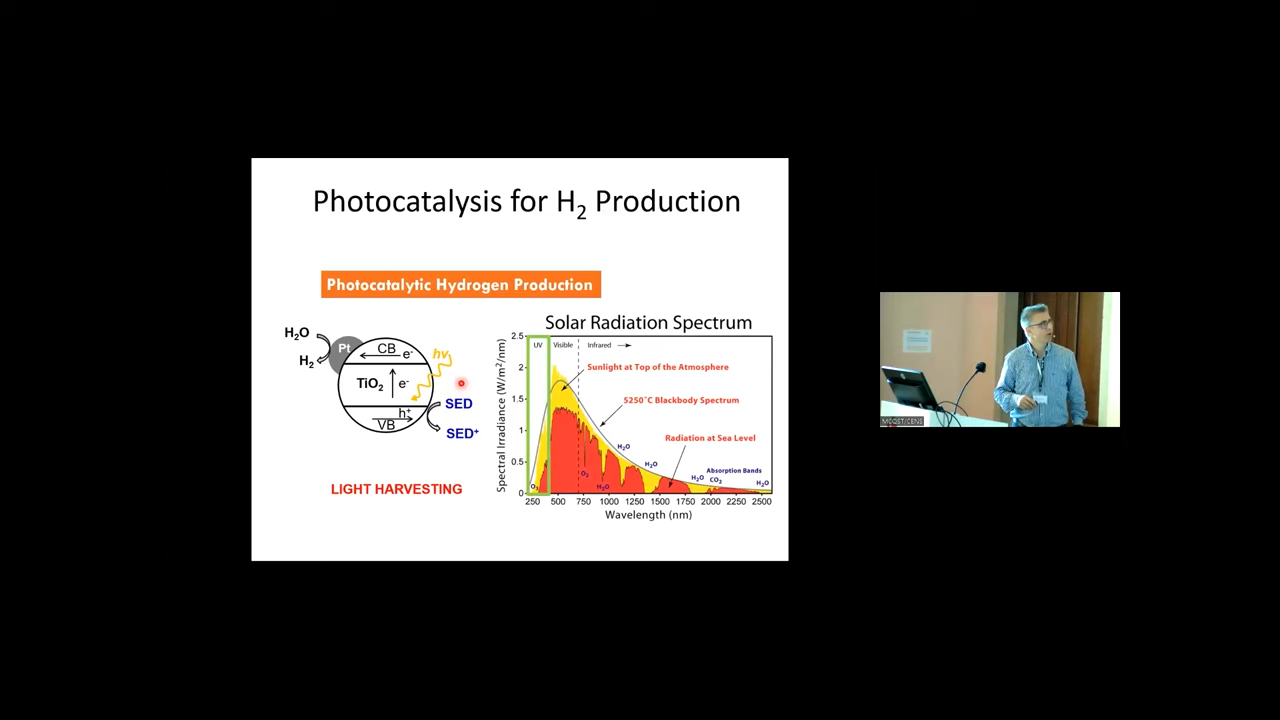 Photocatalysis for H₂ Production
Photocatalytic Hydrogen Production
H₂O
H₂
Pt
CB
e⁻
hν
TiO₂
e⁻
SED
h⁺
VB
SED⁺
LIGHT HARVESTING
Solar Radiation Spectrum
UV
Visible
Infrared
Sunlight at Top of the Atmosphere
5250°C Blackbody Spectrum
Radiation at Sea Level
H₂O
H₂O
Absorption Bands
H₂O
CO₂
H₂O
O₃
O₂
H₂O
Spectral Irradiance (W/m²/nm)
2.5
2
1.5
1
0.5
0
250 500 750 1000 1250 1500 1750 2000 2250 2500
Wavelength (nm)